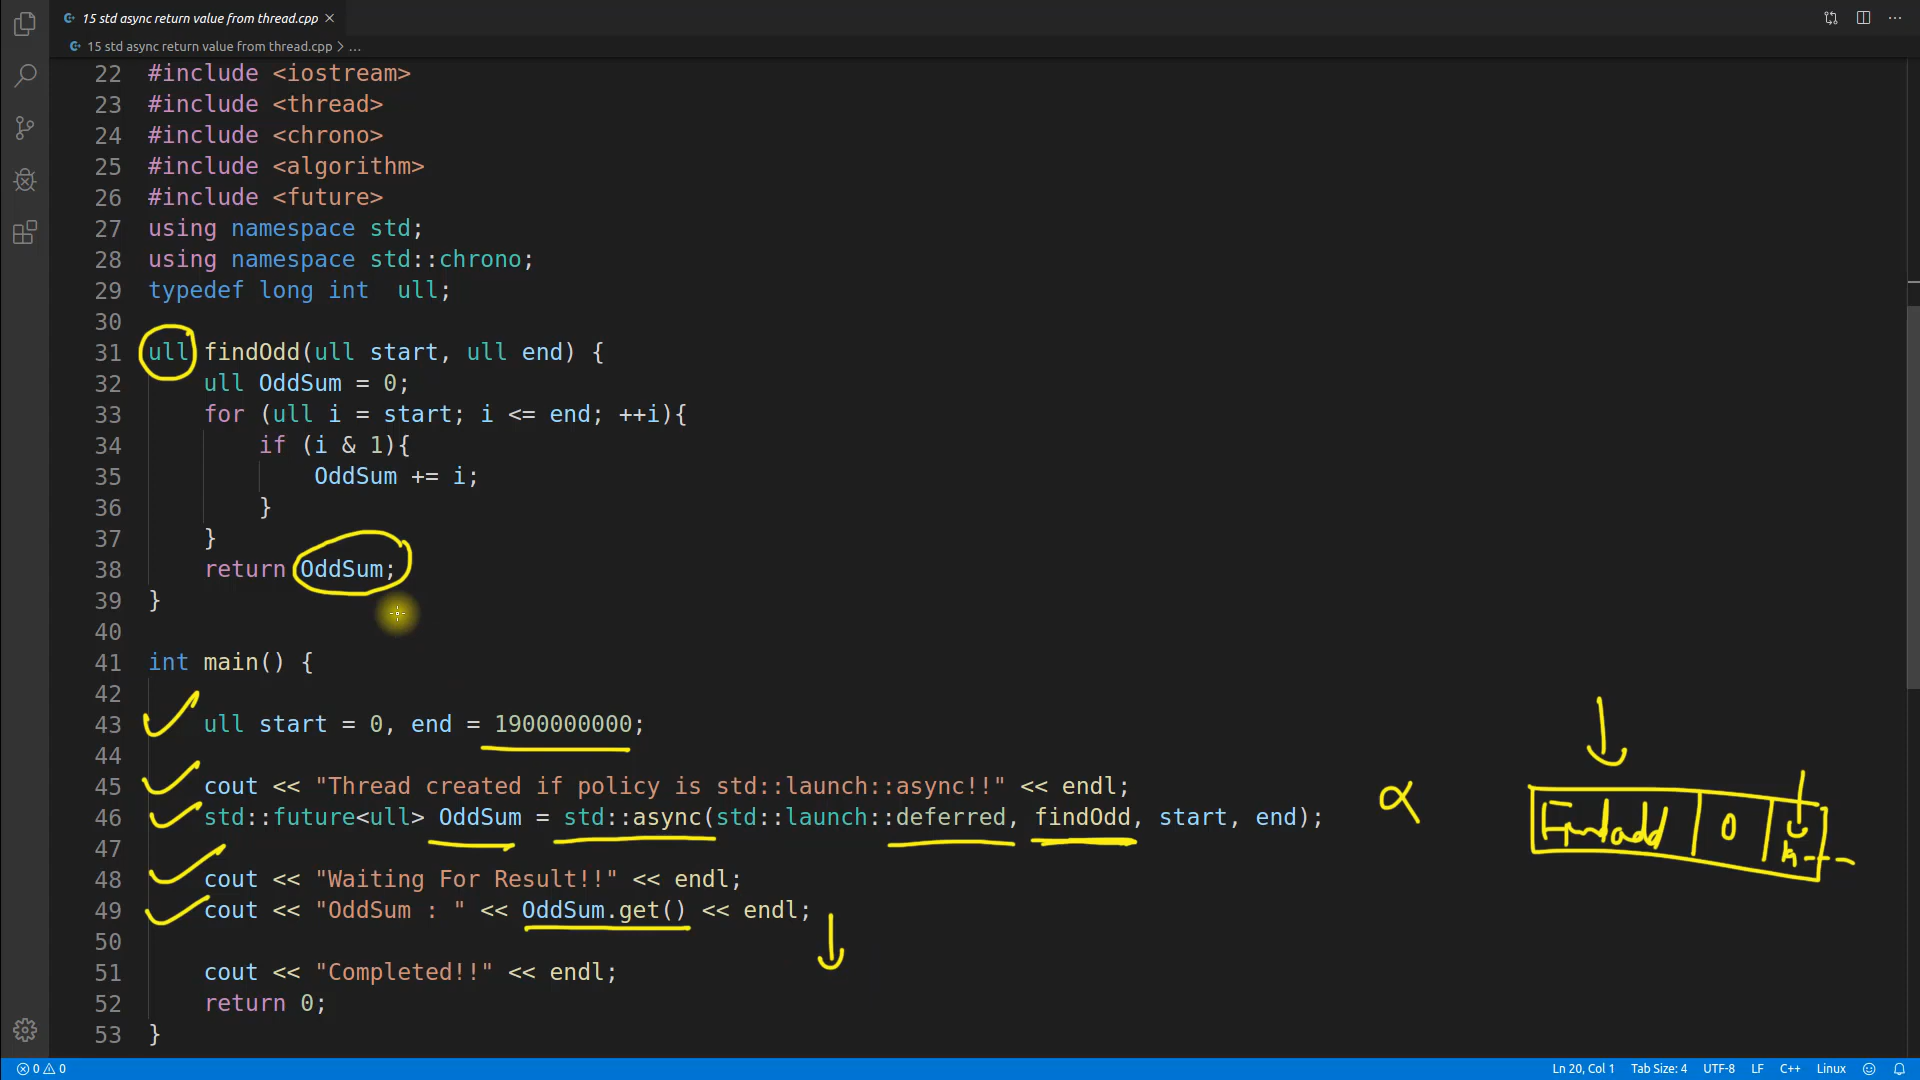 15 std async return value from thread.cpp
15 std async return value from thread.cpp > ...
22 #include <iostream>
23 #include <thread>
24 #include <chrono>
25 #include <algorithm>
26 #include <future>
27 using namespace std;
28 using namespace std::chrono;
29 typedef long int  ull;
30
31 ull findOdd(ull start, ull end) {
32     ull OddSum = 0;
33     for (ull i = start; i <= end; ++i){
34         if (i & 1){
35             OddSum += i;
36         }
37     }
38     return OddSum;
39 }
40
41 int main() {
42
43     ull start = 0, end = 1900000000;
44
45     cout << "Thread created if policy is std::launch::async!!" << endl;
46     std::future<ull> OddSum = std::async(std::launch::deferred, findOdd, start, end);
47
48     cout << "Waiting For Result!!" << endl;
49     cout << "OddSum : " << OddSum.get() << endl;
50
51     cout << "Completed!!" << endl;
52     return 0;
53 }
0
0 0 Ln 20, Col 1 Tab Size: 4 UTF-8 LF C++ Linux